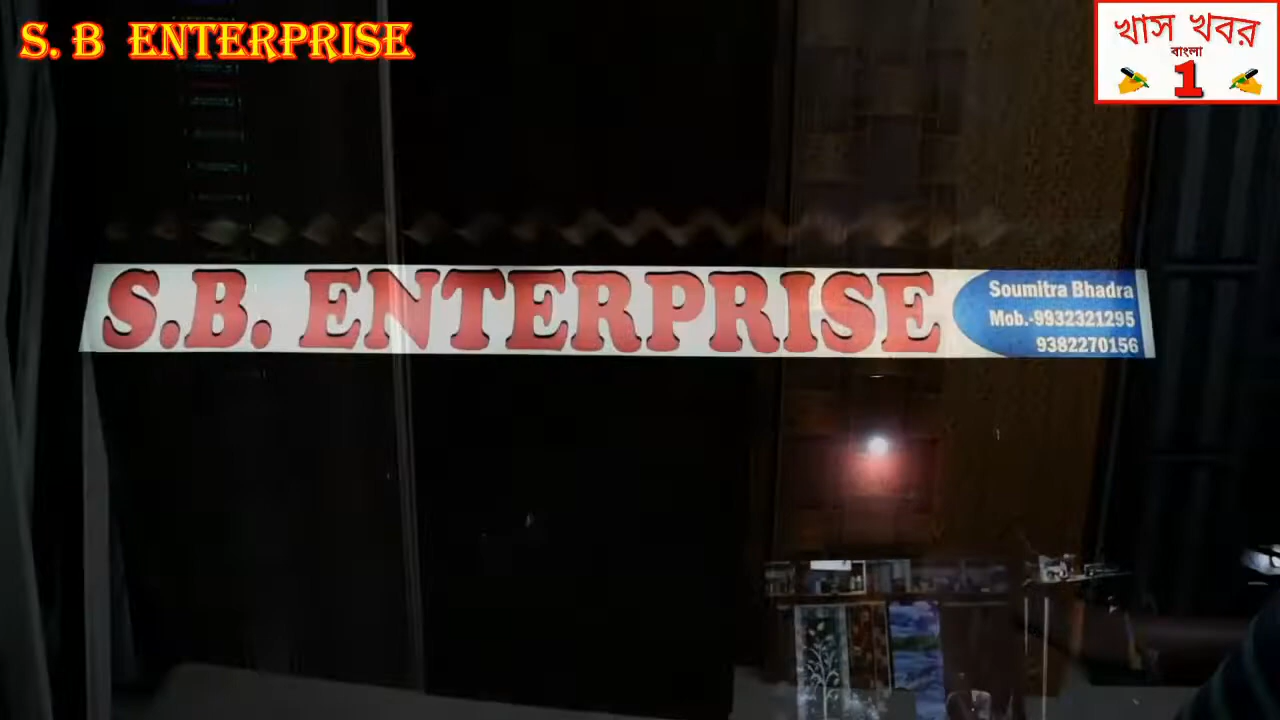 S. B ENTERPRISE
খাস খবর
বাংলা
1
S.B. ENTERPRISE
Soumitra Bhadra
Mob.-9932321295
9382270156